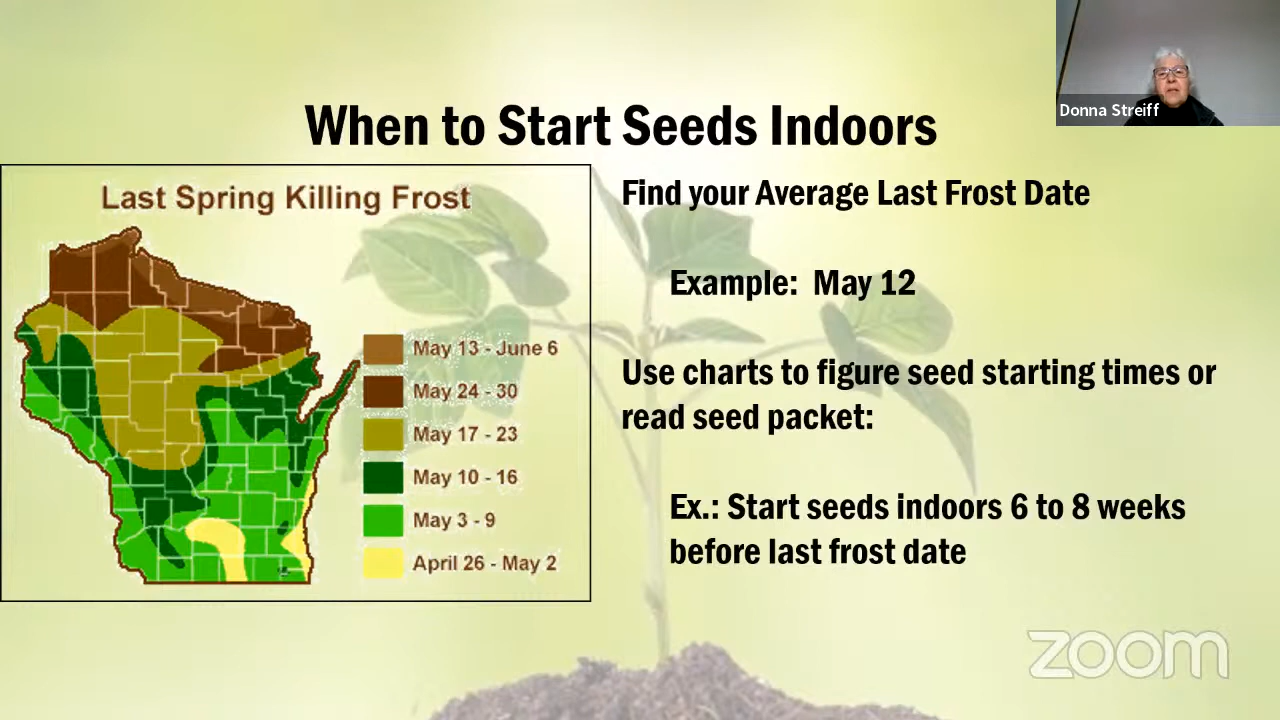 When to Start Seeds Indoors
Donna Streiff
Last Spring Killing Frost
May 13 - June 6
May 24 - 30
May 17 - 23
May 10 - 16
May 3 - 9
April 26 - May 2
Find your Average Last Frost Date
Example: May 12
Use charts to figure seed starting times or
read seed packet:
Ex.: Start seeds indoors 6 to 8 weeks
before last frost date
zoom